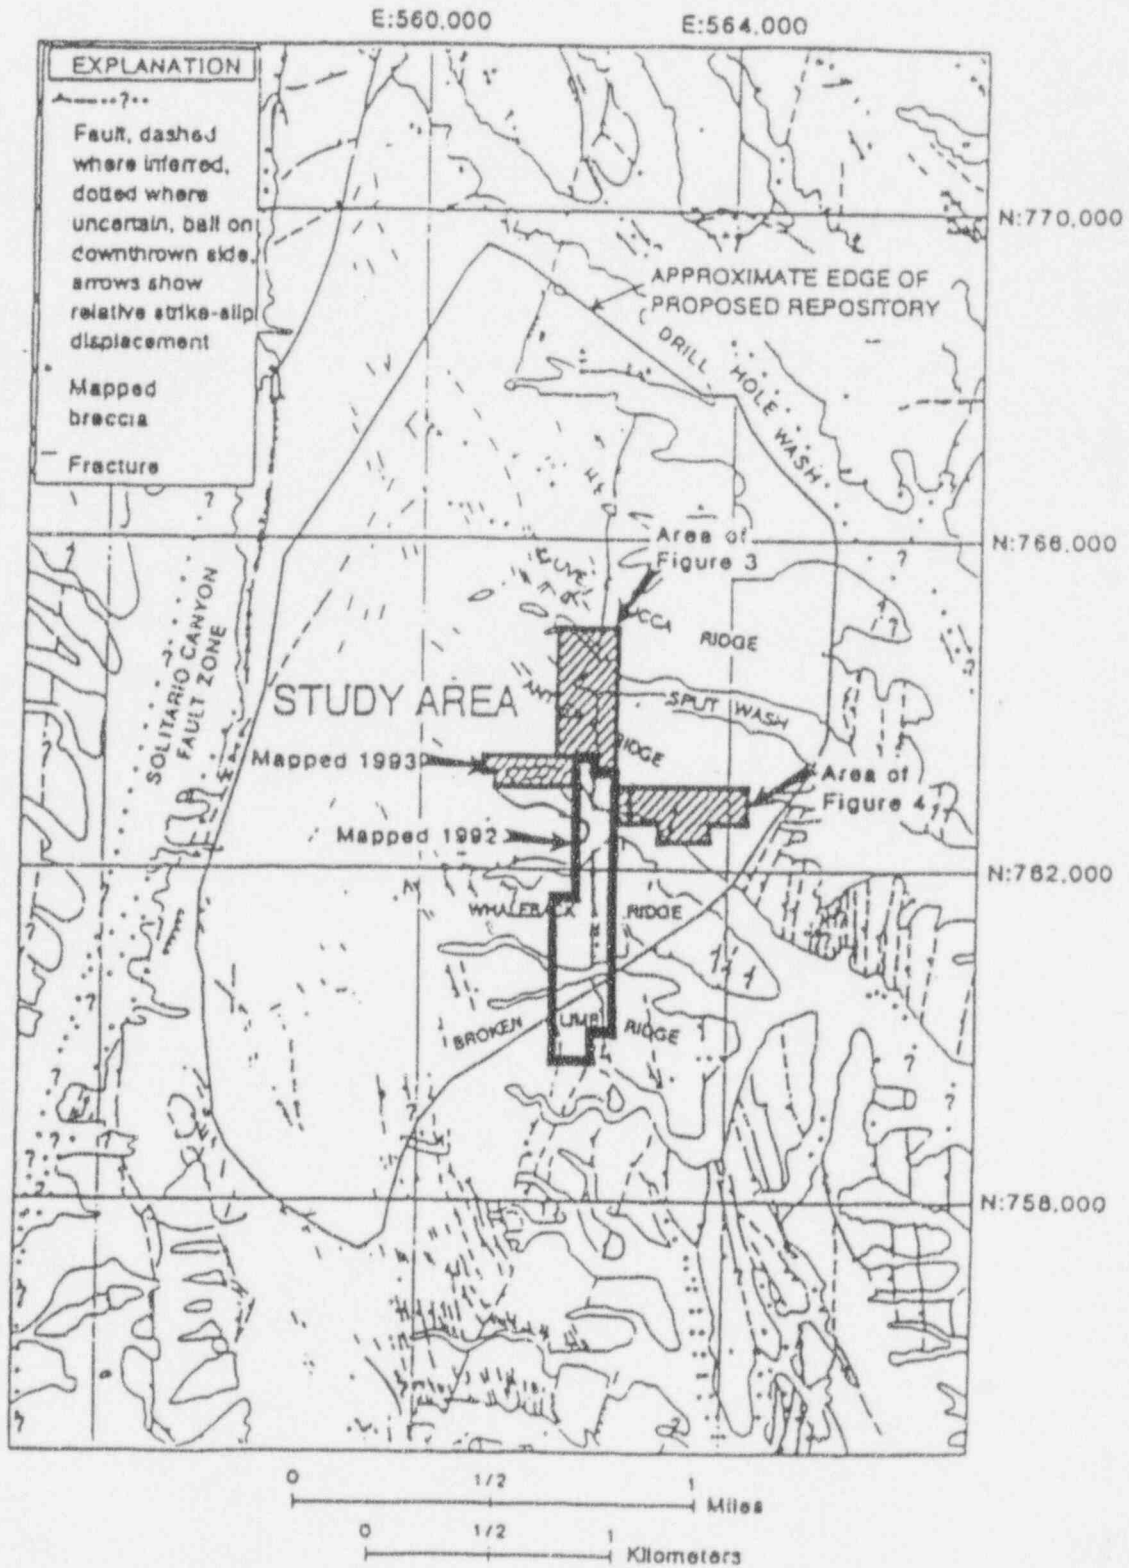 E:560,000
E:564,000
EXPLANATION
?
Fault, dashed
where inferred,
dotted where
uncertain, ball on
downthrown side,
arrows show
relative strike-slip
displacement
Mapped
breccia
Fracture
N:770,000
APPROXIMATE EDGE OF
PROPOSED REPOSITORY
DRILL HOLE WASH
N:766,000
Area of
Figure 3
RIDGE
SOLITARIO CANYON
FAULT ZONE
STUDY AREA
SPLIT WASH
RIDGE
Mapped 1993
Area of
Figure 4
Mapped 1992
N:762,000
WHALEBACK RIDGE
BROKEN LIMB RIDGE
N:758,000
0 1/2 1
Miles
0 1/2 1
Kilometers